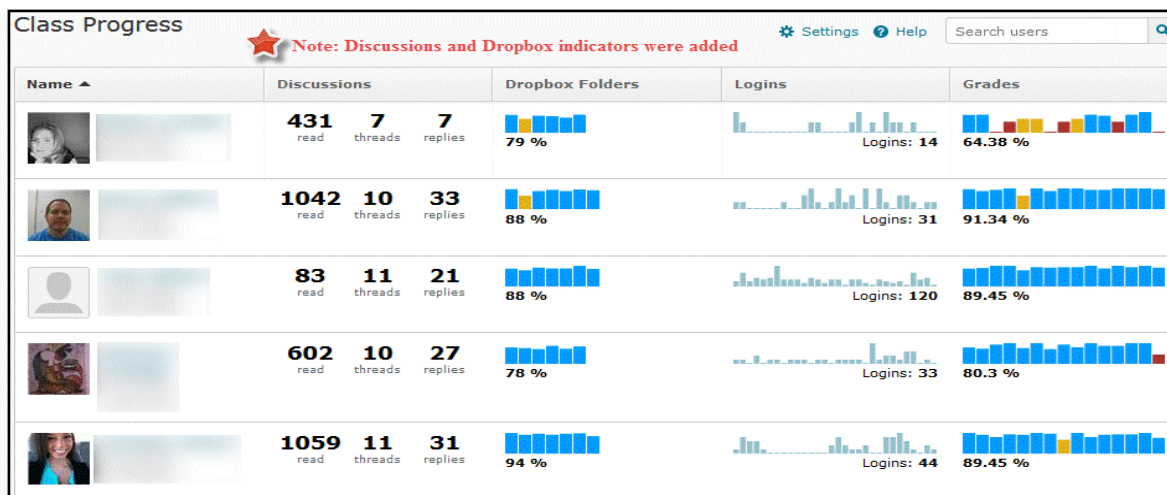 Class Progress
Note: Discussions and Dropbox indicators were added
Settings Help Search users
Name Discussions Dropbox Folders Logins Grades
431 7 7
read threads replies
79 % Logins: 14 64.38 %
1042 10 33
read threads replies
88 % Logins: 31 91.34 %
83 11 21
read threads replies
88 % Logins: 120 89.45 %
602 10 27
read threads replies
78 % Logins: 33 80.3 %
1059 11 31
read threads replies
94 % Logins: 44 89.45 %